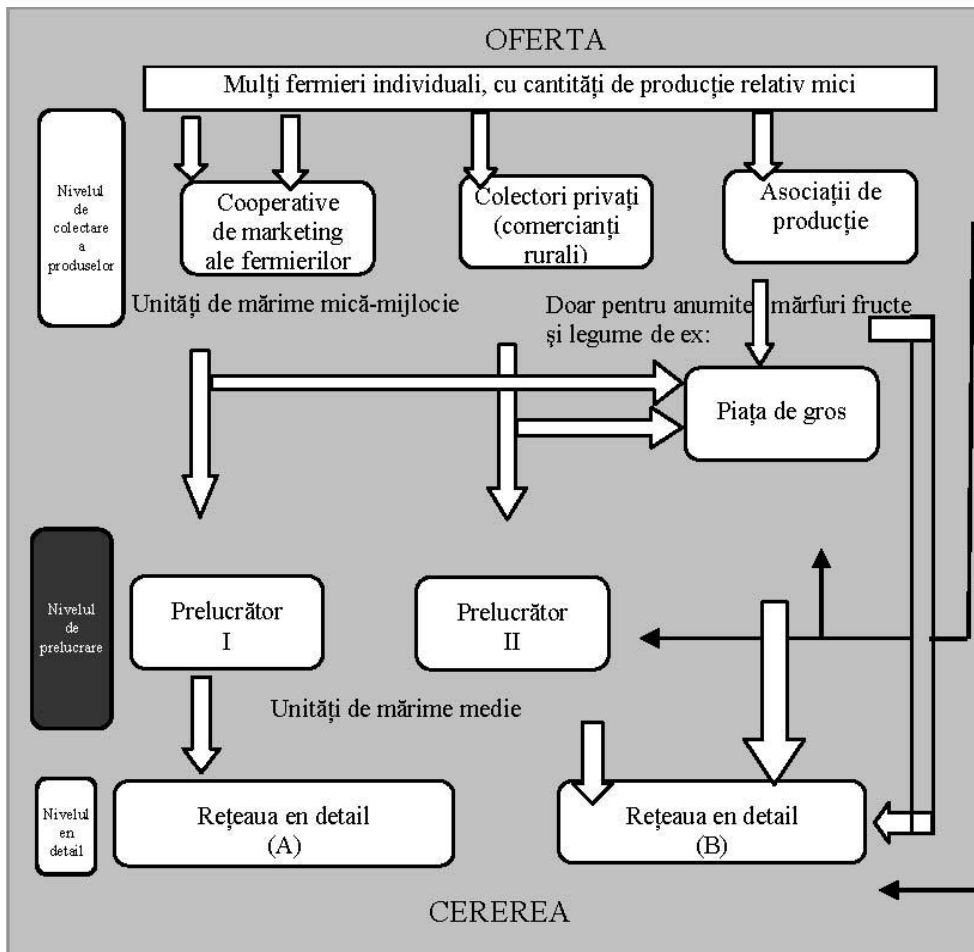 OFERTA
Mulți fermieri individuali, cu cantități de producție relativ mici
Nivelul
de
colectare
a
produselor
Cooperative
de marketing
ale fermierilor
Colectori privați
(comercianți
rurali)
Asociații de
producție
Unități de mărime mică-mijlocie
Doar pentru anumite mărfuri fructe
şi legume de ex:
Piața de gros
Nivelul
de
prelucrare
Prelucrător
I
Prelucrător
II
Unități de mărime medie
Nivelul
en
detail
Rețeaua en detail
(A)
Rețeaua en detail
(B)
CEREREA